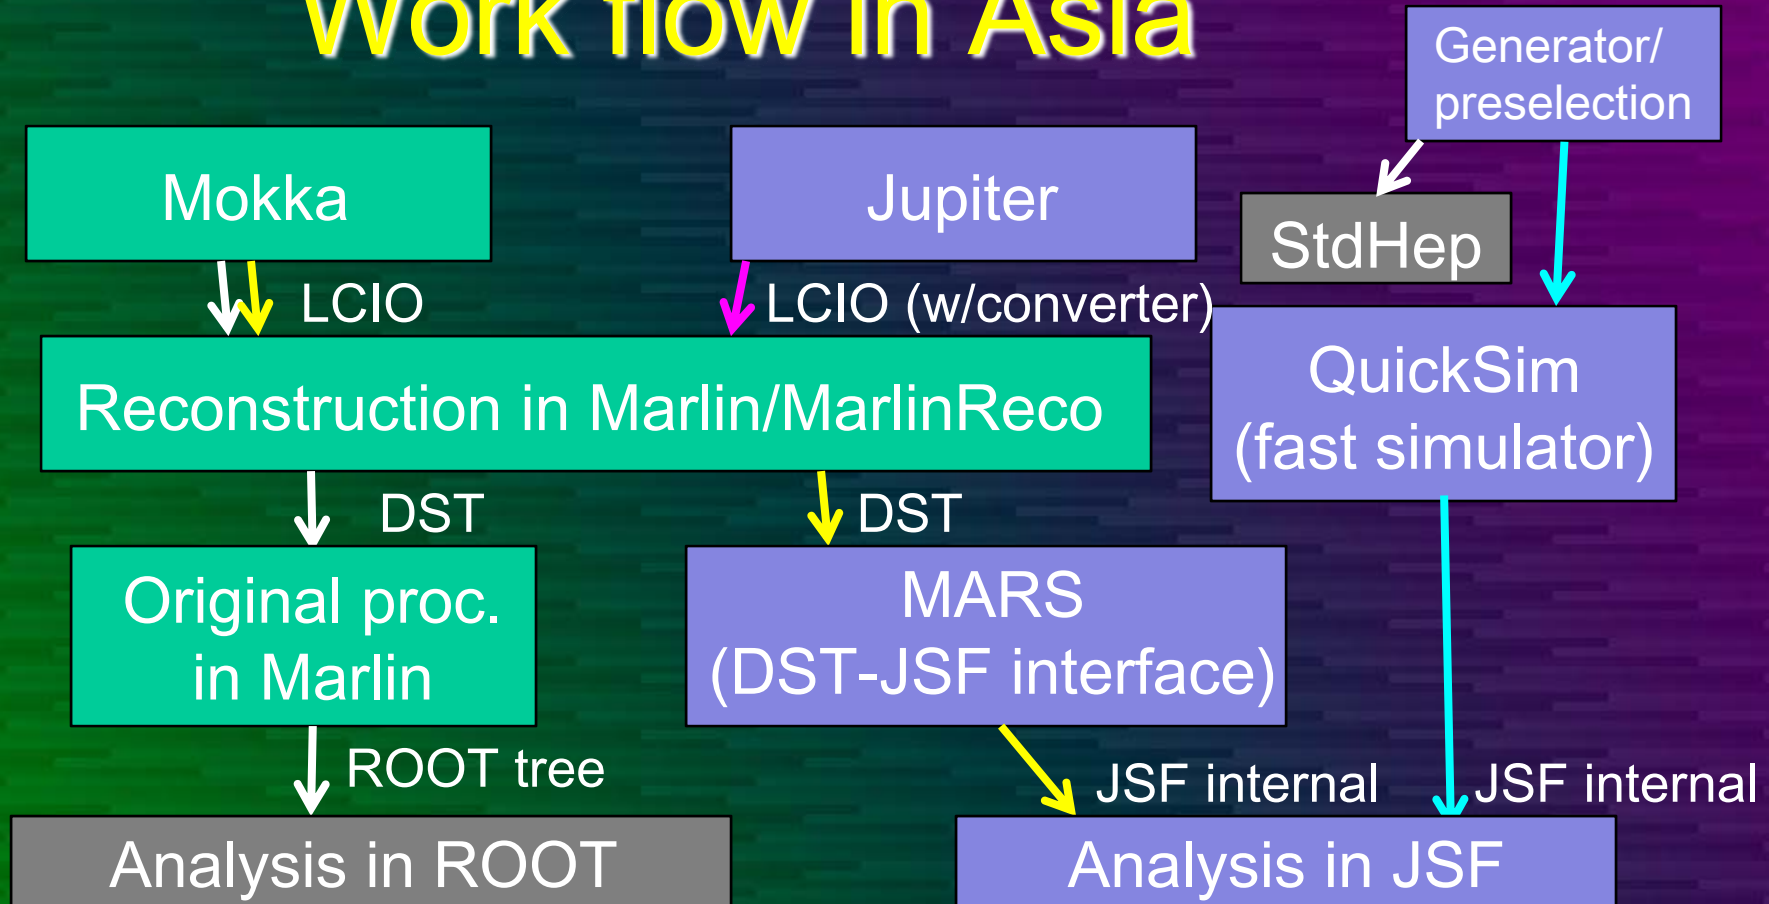 Work flow in Asia
Generator/
preselection
Mokka
Jupiter
StdHep
LCIO
LCIO (w/converter)
Reconstruction in Marlin/MarlinReco
QuickSim
(fast simulator)
DST
DST
Original proc.
in Marlin
MARS
(DST-JSF interface)
ROOT tree
JSF internal
JSF internal
Analysis in ROOT
Analysis in JSF